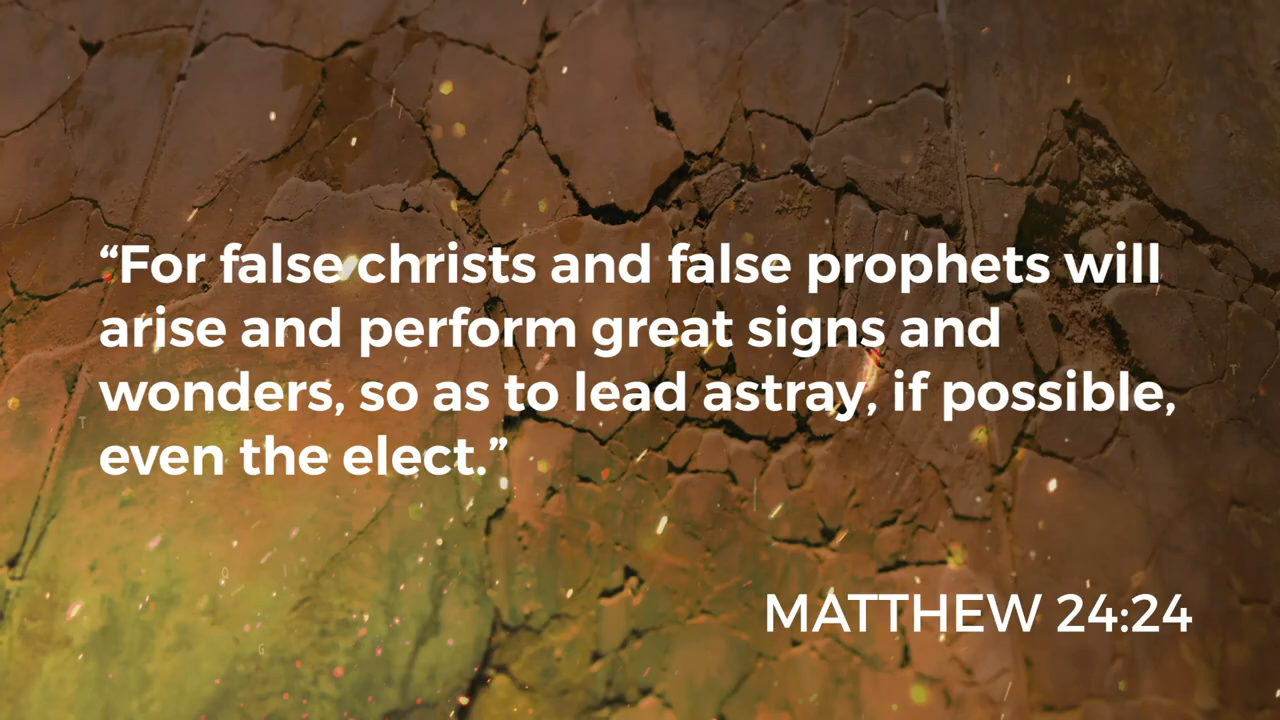 “For false christs and false prophets will
arise and perform great signs and
wonders, so as to lead astray, if possible,
even the elect.”
MATTHEW 24:24